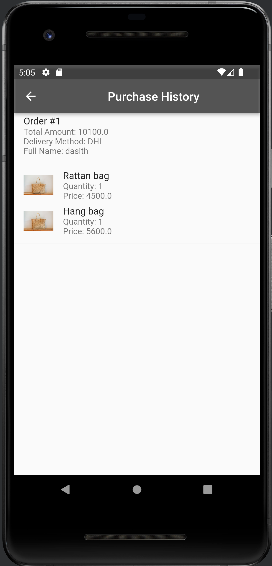 5:05
Purchase History
Order #1
Total Amount: 10100.0
Delivery Method: DHL
Full Name: dasith
Rattan bag
Quantity: 1
Price: 4500.0
Hang bag
Quantity: 1
Price: 5600.0